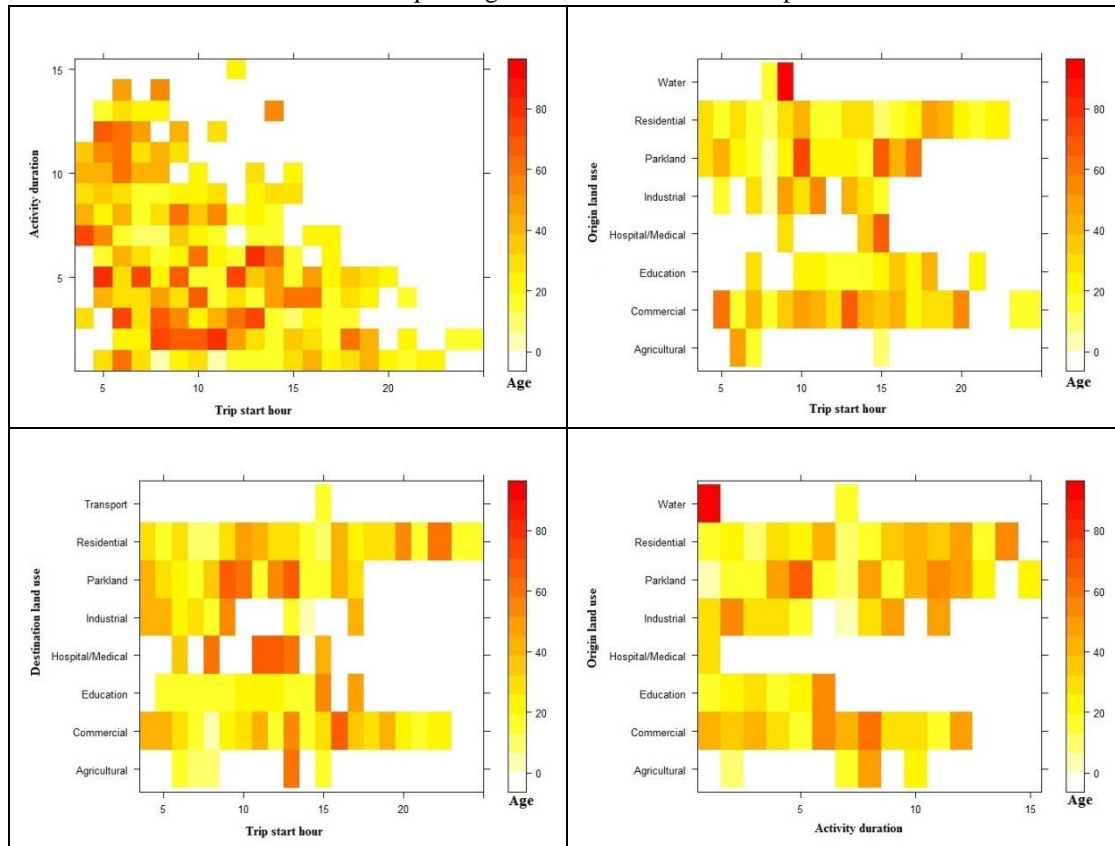 15
10
5
Activity duration
5
10
15
20
Trip start hour
80
60
40
20
0
Age
Water
Residential
Parkland
Industrial
Hospital/Medical
Education
Commercial
Agricultural
Origin land use
5
10
15
20
Trip start hour
80
60
40
20
0
Age
Transport
Residential
Parkland
Industrial
Hospital/Medical
Education
Commercial
Agricultural
Destination land use
5
10
15
20
Trip start hour
80
60
40
20
0
Age
Water
Residential
Parkland
Industrial
Hospital/Medical
Education
Commercial
Agricultural
Origin land use
5
10
15
Activity duration
80
60
40
20
0
Age